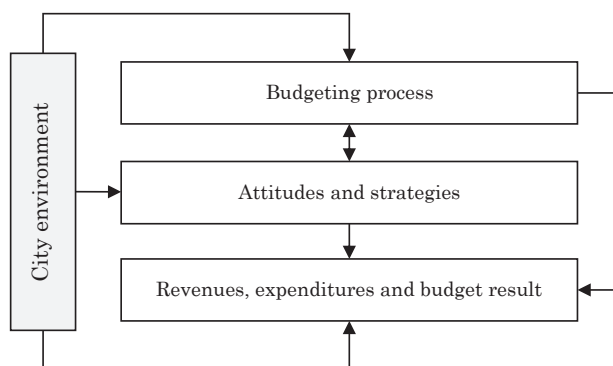 City environment
Budgeting process
Attitudes and strategies
Revenues, expenditures and budget result